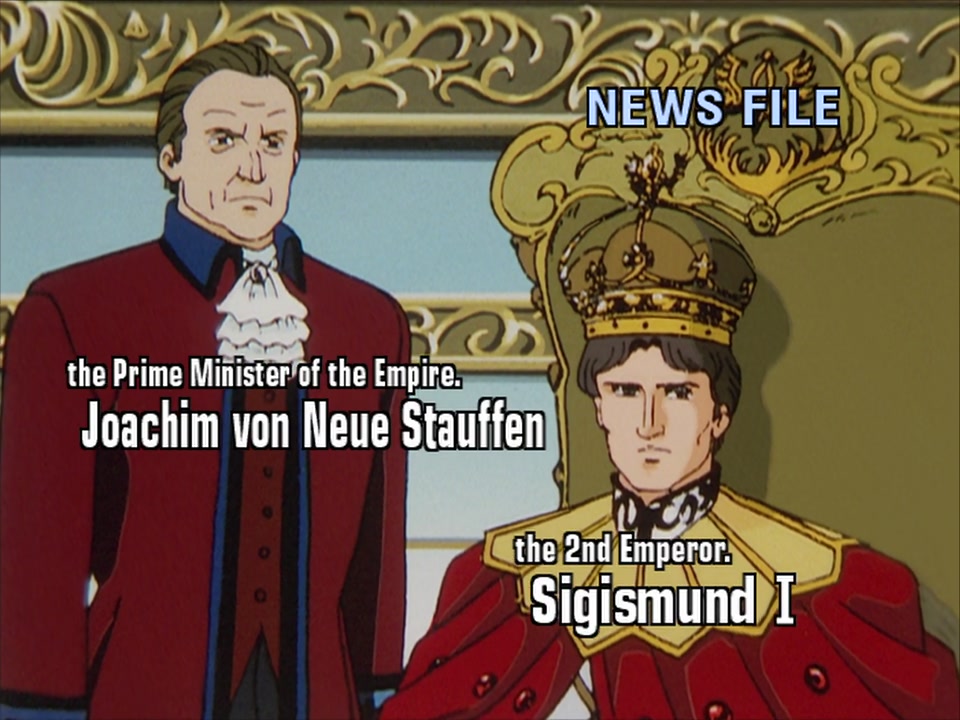 NEWS FILE
the Prime Minister of the Empire.
Joachim von Neue Stauffen
the 2nd Emperor.
Sigismund I